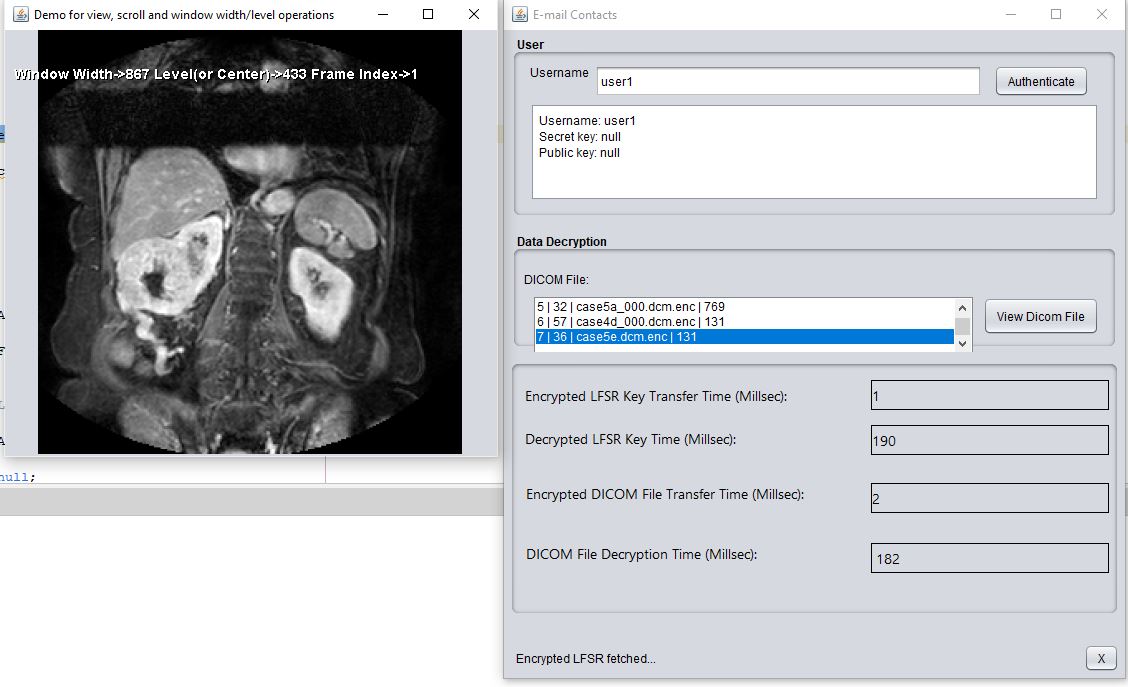 Demo for view, scroll and window width/level operations
Window Width->867 Level(or Center)->433 Frame Index->1
null;
E-mail Contacts
User
Username
user1
Authenticate
Username: user1
Secret key: null
Public key: null
Data Decryption
DICOM File:
5 | 32 | case5a_000.dcm.enc | 769
6 | 57 | case4d_000.dcm.enc | 131
7 | 36 | case5e.dcm.enc | 131
View Dicom File
Encrypted LFSR Key Transfer Time (Millsec):
1
Decrypted LFSR Key Time (Millsec):
190
Encrypted DICOM File Transfer Time (Millsec):
2
DICOM File Decryption Time (Millsec):
182
Encrypted LFSR fetched...
X